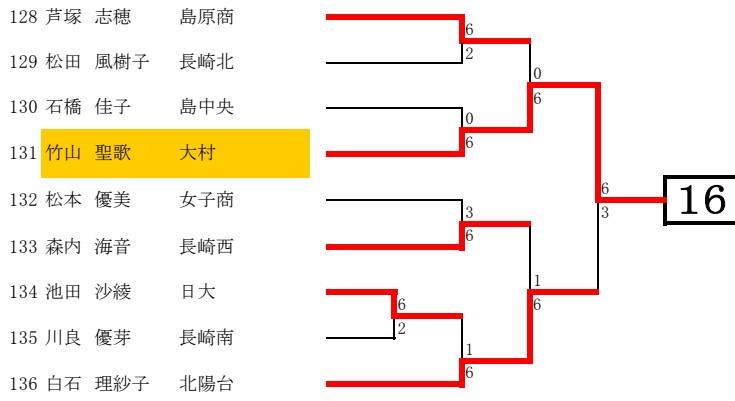 128 芦塚 志穂 島原商
6
2
129 松田 風樹子 長崎北
0
6
130 石橋 佳子 島中央
0
6
131 竹山 聖歌 大村
6
3
16
132 松本 優美 女子商
3
6
133 森内 海音 長崎西
1
6
134 池田 沙綾 日大
6
2
135 川良 優芽 長崎南
1
6
136 白石 理紗子 北陽台